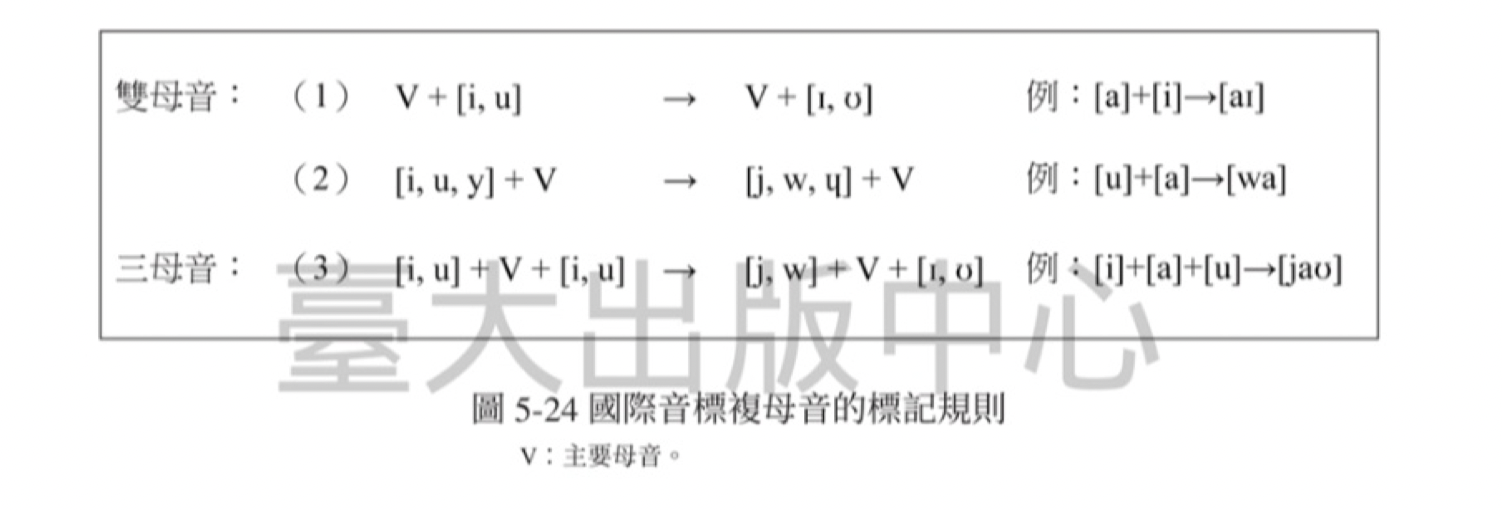 雙母音： （1） V + [i, u] → V + [ɪ, ʊ] 例：[a]+[i]→[aɪ]
（2） [i, u, y] + V → [j, w, ɥ] + V 例：[u]+[a]→[wa]
三母音： （3） [i, u] + V + [i, u] → [j, w] + V + [ɪ, ʊ] 例：[i]+[a]+[u]→[jaʊ]
臺大出版中心
圖 5-24 國際音標複母音的標記規則
V：主要母音。